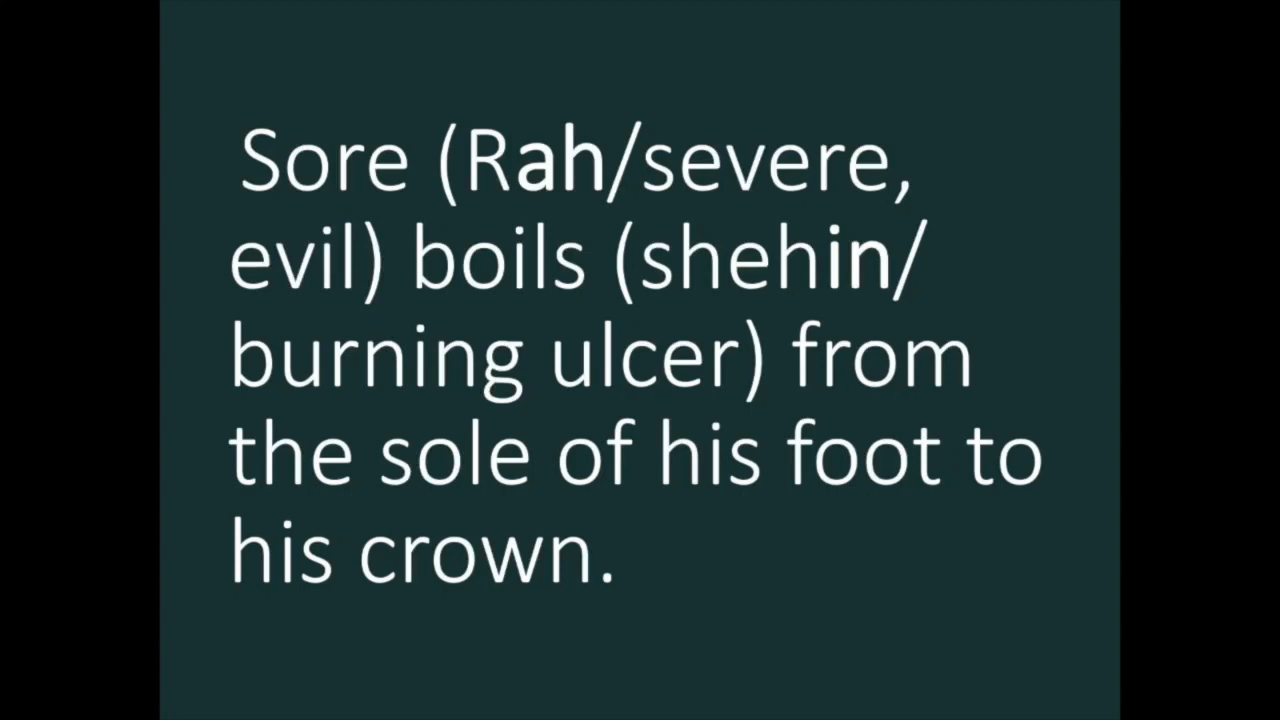 Sore (Rah/severe,
evil) boils (shehin/
burning ulcer) from
the sole of his foot to
his crown.